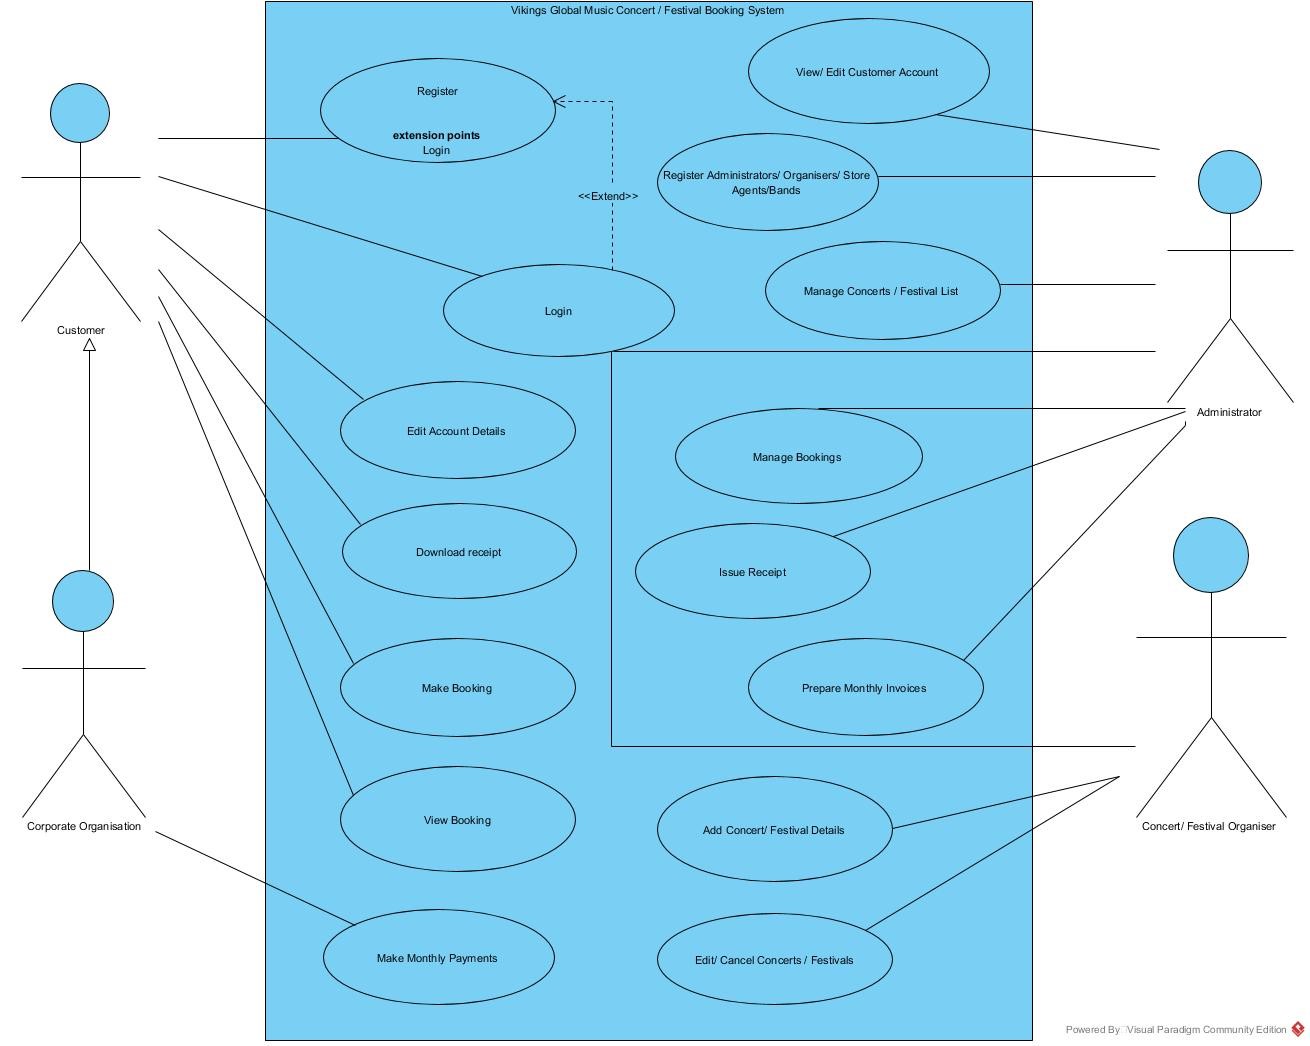 Vikings Global Music Concert / Festival Booking System
View/ Edit Customer Account
Register
extension points
Login
Register Administrators/ Organisers/ Store
Agents/Bands
<<Extend>>
Manage Concerts / Festival List
Login
Customer
Administrator
Edit Account Details
Manage Bookings
Download receipt
Issue Receipt
Make Booking
Prepare Monthly Invoices
View Booking
Add Concert/ Festival Details
Corporate Organisation
Concert/ Festival Organiser
Make Monthly Payments
Edit/ Cancel Concerts / Festivals
Powered By Visual Paradigm Community Edition